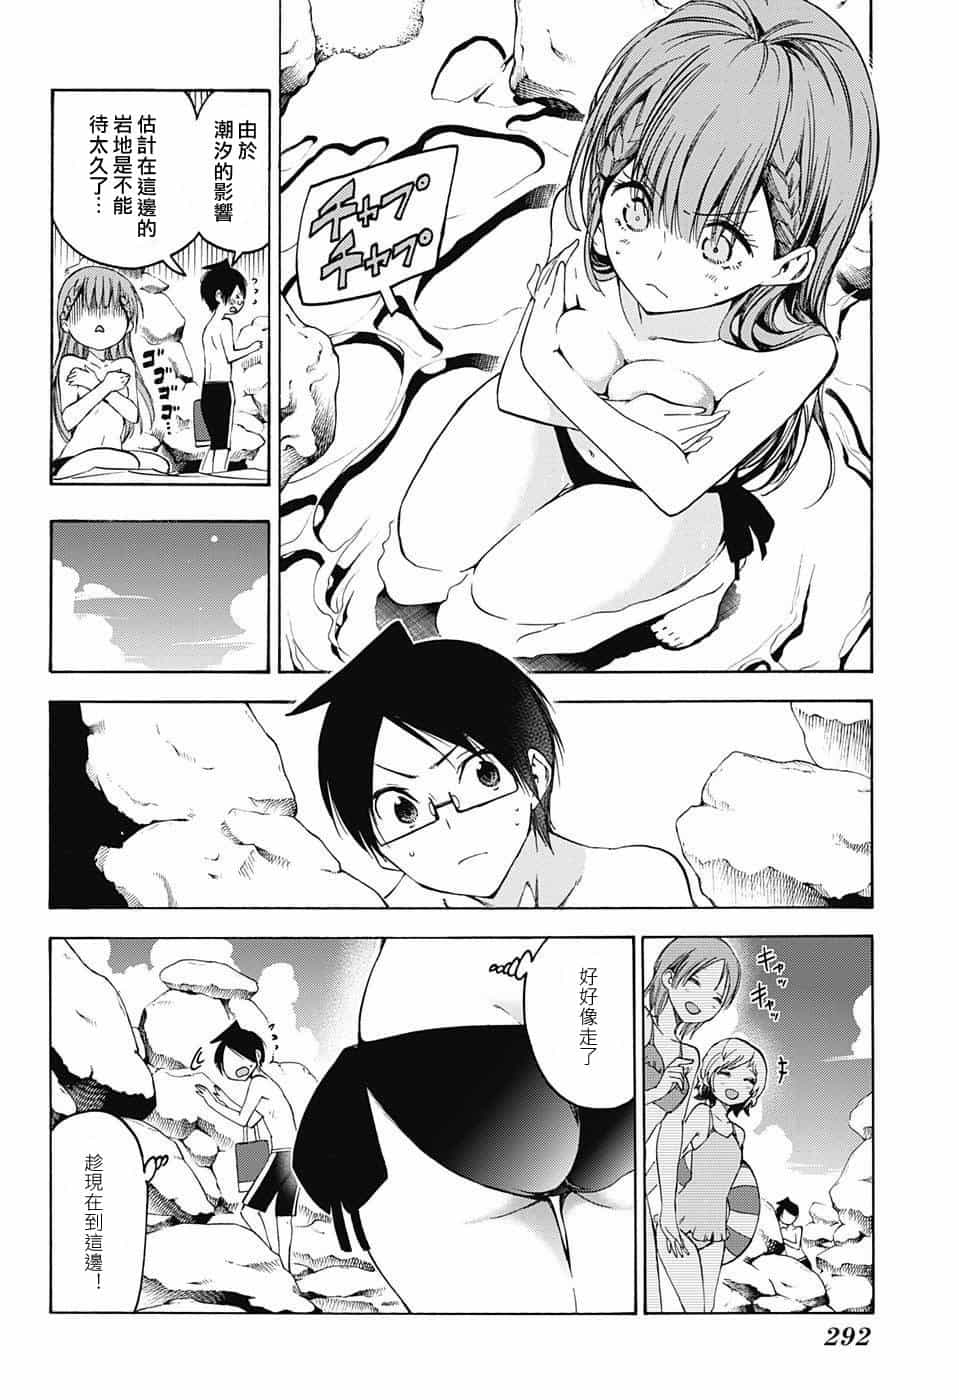 チャプ
チャプ
由於
潮汐的影響
估計在這邊的
岩地是不能
待太久了…
ゴゴゴゴ…
キャッ
キャッ
好好像走了
趁現在到這邊！
292